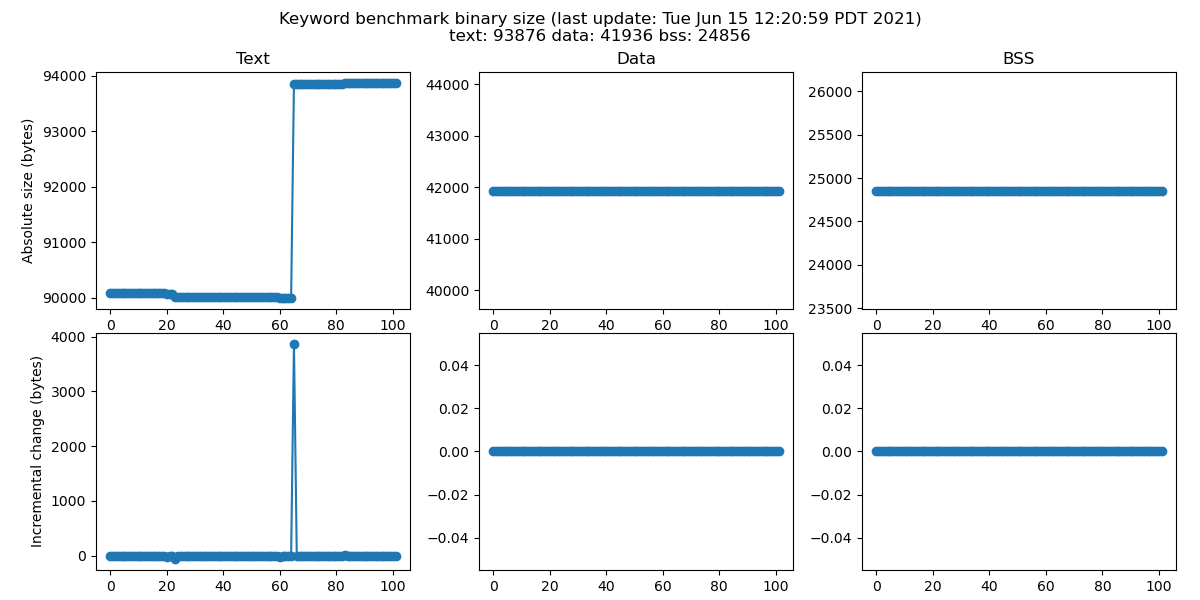 Keyword benchmark binary size (last update: Tue Jun 15 12:20:59 PDT 2021)
text: 93876 data: 41936 bss: 24856
Text
Data
BSS
Absolute size (bytes)
94000
93000
92000
91000
90000
0 20 40 60 80 100
44000
43000
42000
41000
40000
0 20 40 60 80 100
26000
25500
25000
24500
24000
23500
0 20 40 60 80 100
Incremental change (bytes)
4000
3000
2000
1000
0
0 20 40 60 80 100
0.04
0.02
0.00
−0.02
−0.04
0 20 40 60 80 100
0.04
0.02
0.00
−0.02
−0.04
0 20 40 60 80 100